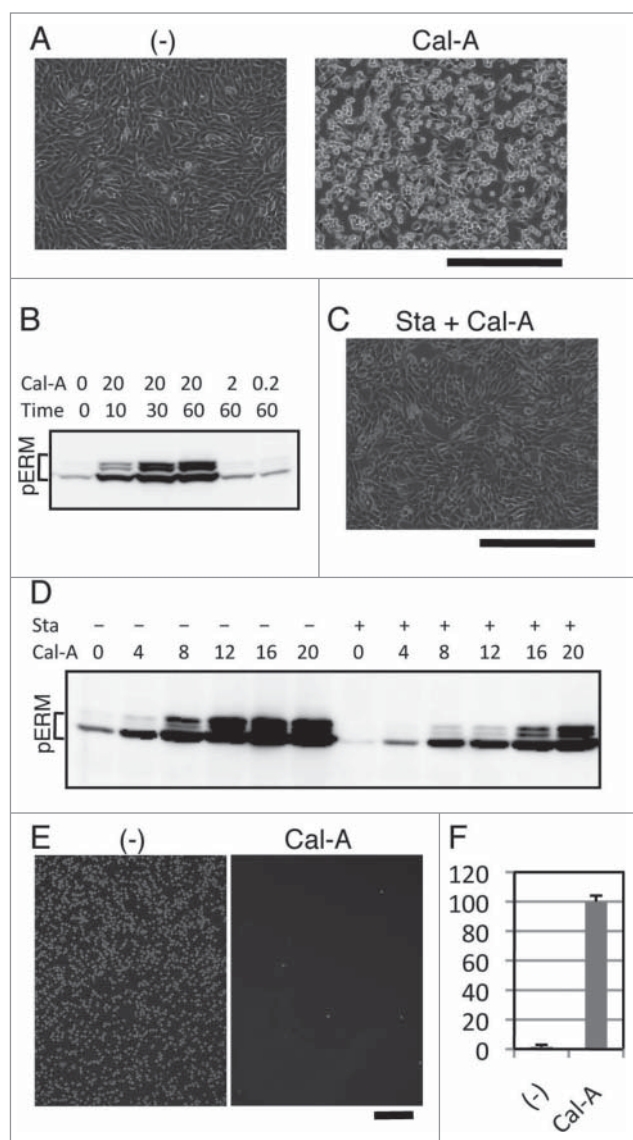 A (-) Cal-A
B
Cal-A 0 20 20 20 2 0.2
Time 0 10 30 60 60 60
pERM
C Sta + Cal-A
D
Sta – – – – – – + + + + + +
Cal-A 0 4 8 12 16 20 0 4 8 12 16 20
pERM
E (-) Cal-A
F
120
100
80
60
40
20
0
(-) Cal-A